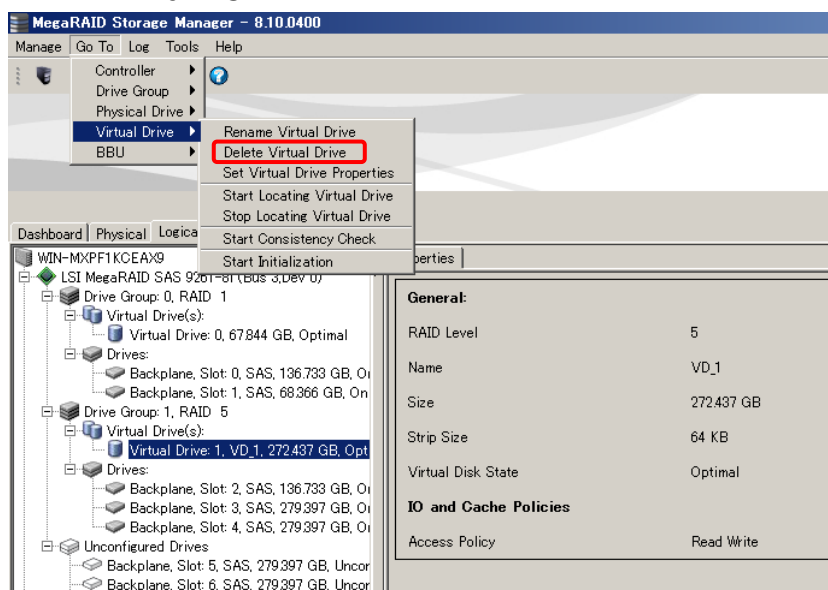 MegaRAID Storage Manager - 8.10.0400
Manage Go To Log Tools Help
Controller
Drive Group
Physical Drive
Virtual Drive
BBU
Rename Virtual Drive
Delete Virtual Drive
Set Virtual Drive Properties
Start Locating Virtual Drive
Stop Locating Virtual Drive
Start Consistency Check
Start Initialization
Dashboard Physical Logica
perties
WIN-MXPF1KCEAX9
LSI MegaRAID SAS 9261-8i (Bus 3,Dev 0)
Drive Group: 0, RAID 1
Virtual Drive(s):
Virtual Drive: 0, 67.844 GB, Optimal
Drives:
Backplane, Slot: 0, SAS, 136.733 GB, On
Backplane, Slot: 1, SAS, 68.366 GB, On
Drive Group: 1, RAID 5
Virtual Drive(s):
Virtual Drive: 1, VD_1, 272.437 GB, Opt
Drives:
Backplane, Slot: 2, SAS, 136.733 GB, On
Backplane, Slot: 3, SAS, 279.397 GB, On
Backplane, Slot: 4, SAS, 279.397 GB, On
Unconfigured Drives
Backplane, Slot: 5, SAS, 279.397 GB, Uncor
Backplane, Slot: 6, SAS, 279.397 GB, Uncor
General:
RAID Level 5
Name VD_1
Size 272.437 GB
Strip Size 64 KB
Virtual Disk State Optimal
IO and Cache Policies
Access Policy Read Write